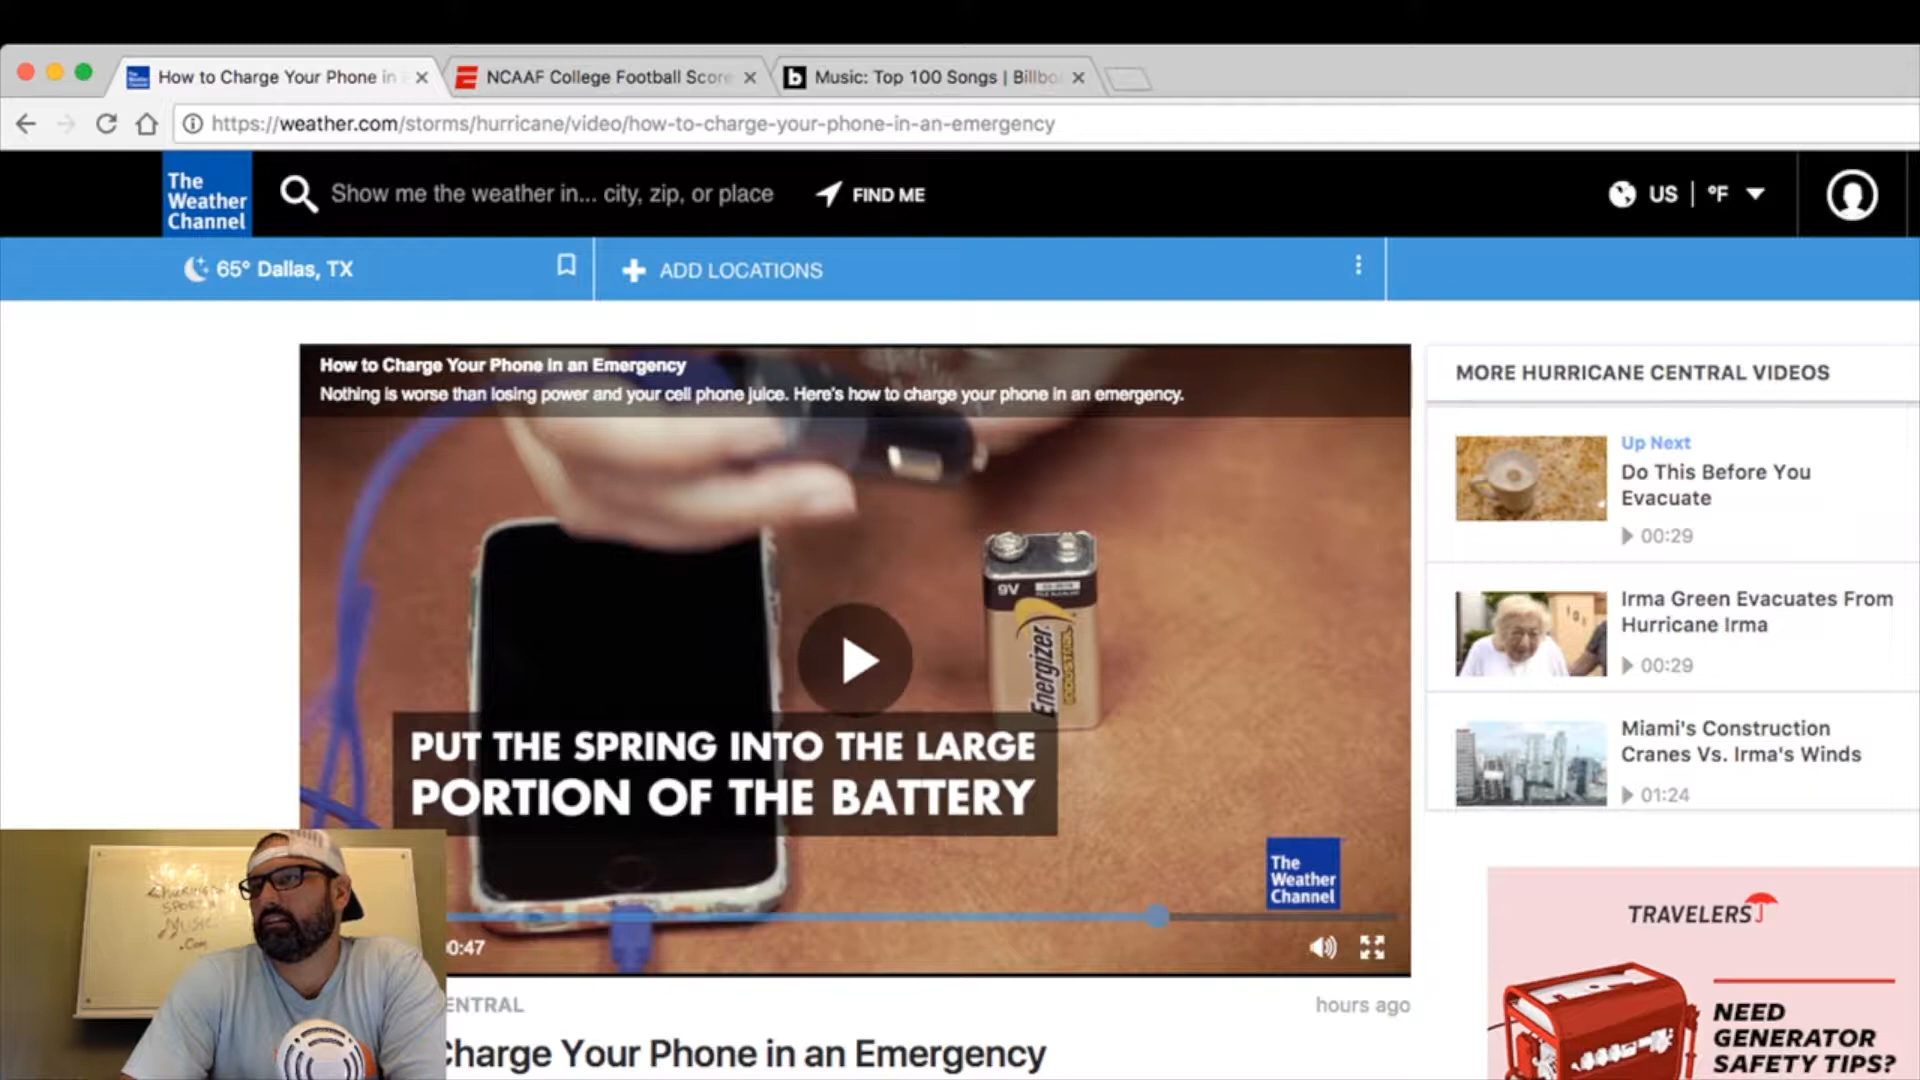 How to Charge Your Phone in
NCAAF College Football Score
Music: Top 100 Songs | Billbo
https://weather.com/storms/hurricane/video/how-to-charge-your-phone-in-an-emergency
The
Weather
Channel
Show me the weather in... city, zip, or place
FIND ME
US
°F
65° Dallas, TX
ADD LOCATIONS
How to Charge Your Phone In an Emergency
Nothing is worse than losing power and your cell phone juice. Here's how to charge your phone in an emergency.
9V
Energizer
INDUSTRIAL
PUT THE SPRING INTO THE LARGE
PORTION OF THE BATTERY
The
Weather
Channel
0:47
ENTRAL
hours ago
Charge Your Phone in an Emergency
MORE HURRICANE CENTRAL VIDEOS
Up Next
Do This Before You
Evacuate
00:29
Irma Green Evacuates From
Hurricane Irma
00:29
Miami's Construction
Cranes Vs. Irma's Winds
01:24
TRAVELERS
NEED
GENERATOR
SAFETY TIPS?
SPORTS
MUSIC
.Com